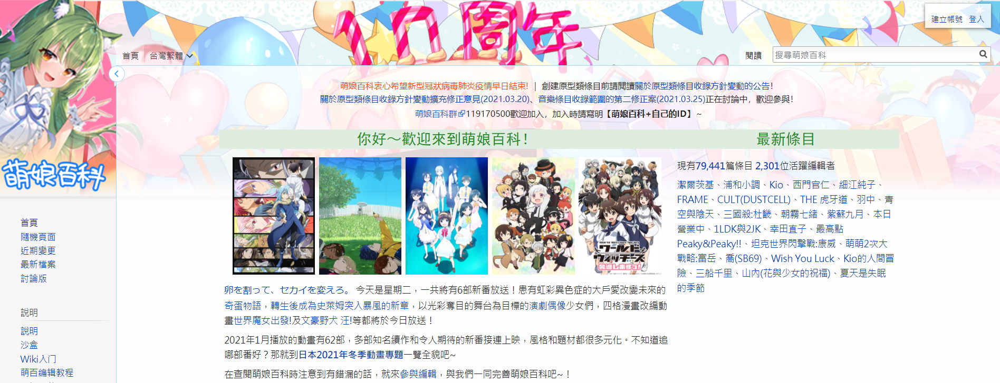 10周年
建立帳號 登入
首頁 台灣繁體
閱讀 搜尋萌娘百科
萌娘百科衷心希望新型冠狀病毒肺炎疫情早日結束! | 創建原型類條目前請閱讀關於原型類條目收錄方針變動的公告!
關於原型類條目收錄方針變動擴充修正意見(2021.03.20)、音樂條目收錄範圍的第二修正案(2021.03.25)正在討論中，歡迎參與!
萌娘百科群119170500歡迎加入，加入時請寫明【萌娘百科+自己的ID】~
萌娘百科
首頁
隨機頁面
近期變更
最新檔案
討論版
說明
說明
沙盒
Wiki入门
萌百编辑教程
你好～歡迎來到萌娘百科！
World Witches Series
ワールドウィッチーズ
発進しますっ!
卵を割って、セカイを変えろ。 今天是星期二，一共將有6部新番放送！患有虹彩異色症的大戶愛改變未來的
奇蛋物語，轉生後成為史萊姆突入暴風的新章，以光彩奪目的舞台為目標的演劇偶像少女們，四格漫畫改編動
畫世界魔女出發!及文豪野犬 汪!等都將於今日放送！
2021年1月播放的動畫有62部，多部知名續作和令人期待的新番接連上映，風格和題材都很多元化。不知道追
哪部番好？那就到日本2021年冬季動畫專題一覽全貌吧~
在查閱萌娘百科時注意到有錯漏的話，就來參與編輯，與我們一同完善萌娘百科吧~！
最新條目
現有79,441篇條目 2,301位活躍編輯者
潔爾茨基、浦和小調、Kio、西門官仁、細江純子、
FRAME、CULT(DUSTCELL)、THE 虎牙道、羽中、青
空與陰天、三國殺:杜畿、朝霧七緒、紫蘇九月、本日
營業中、1LDK與2JK、幸田直子、最高點
Peaky&Peaky!!、坦克世界閃擊戰:康威、萌萌2次大
戰略:富岳、喬(SB69)、Wish You Luck、Kio的人間冒
險、三船千里、山內(花與少女的祝福)、夏天是失眠
的季節